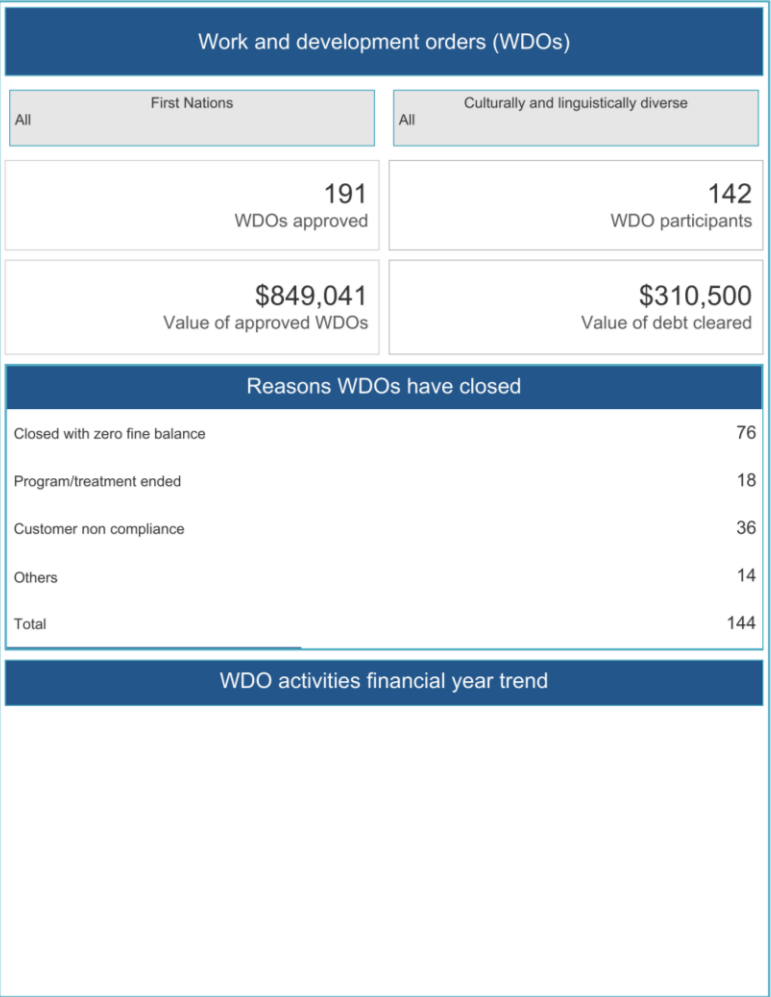 Work and development orders (WDOs)
First Nations
All
Culturally and linguistically diverse
All
191
WDOs approved
142
WDO participants
$849,041
Value of approved WDOs
$310,500
Value of debt cleared
Reasons WDOs have closed
Closed with zero fine balance 76
Program/treatment ended 18
Customer non compliance 36
Others 14
Total 144
WDO activities financial year trend